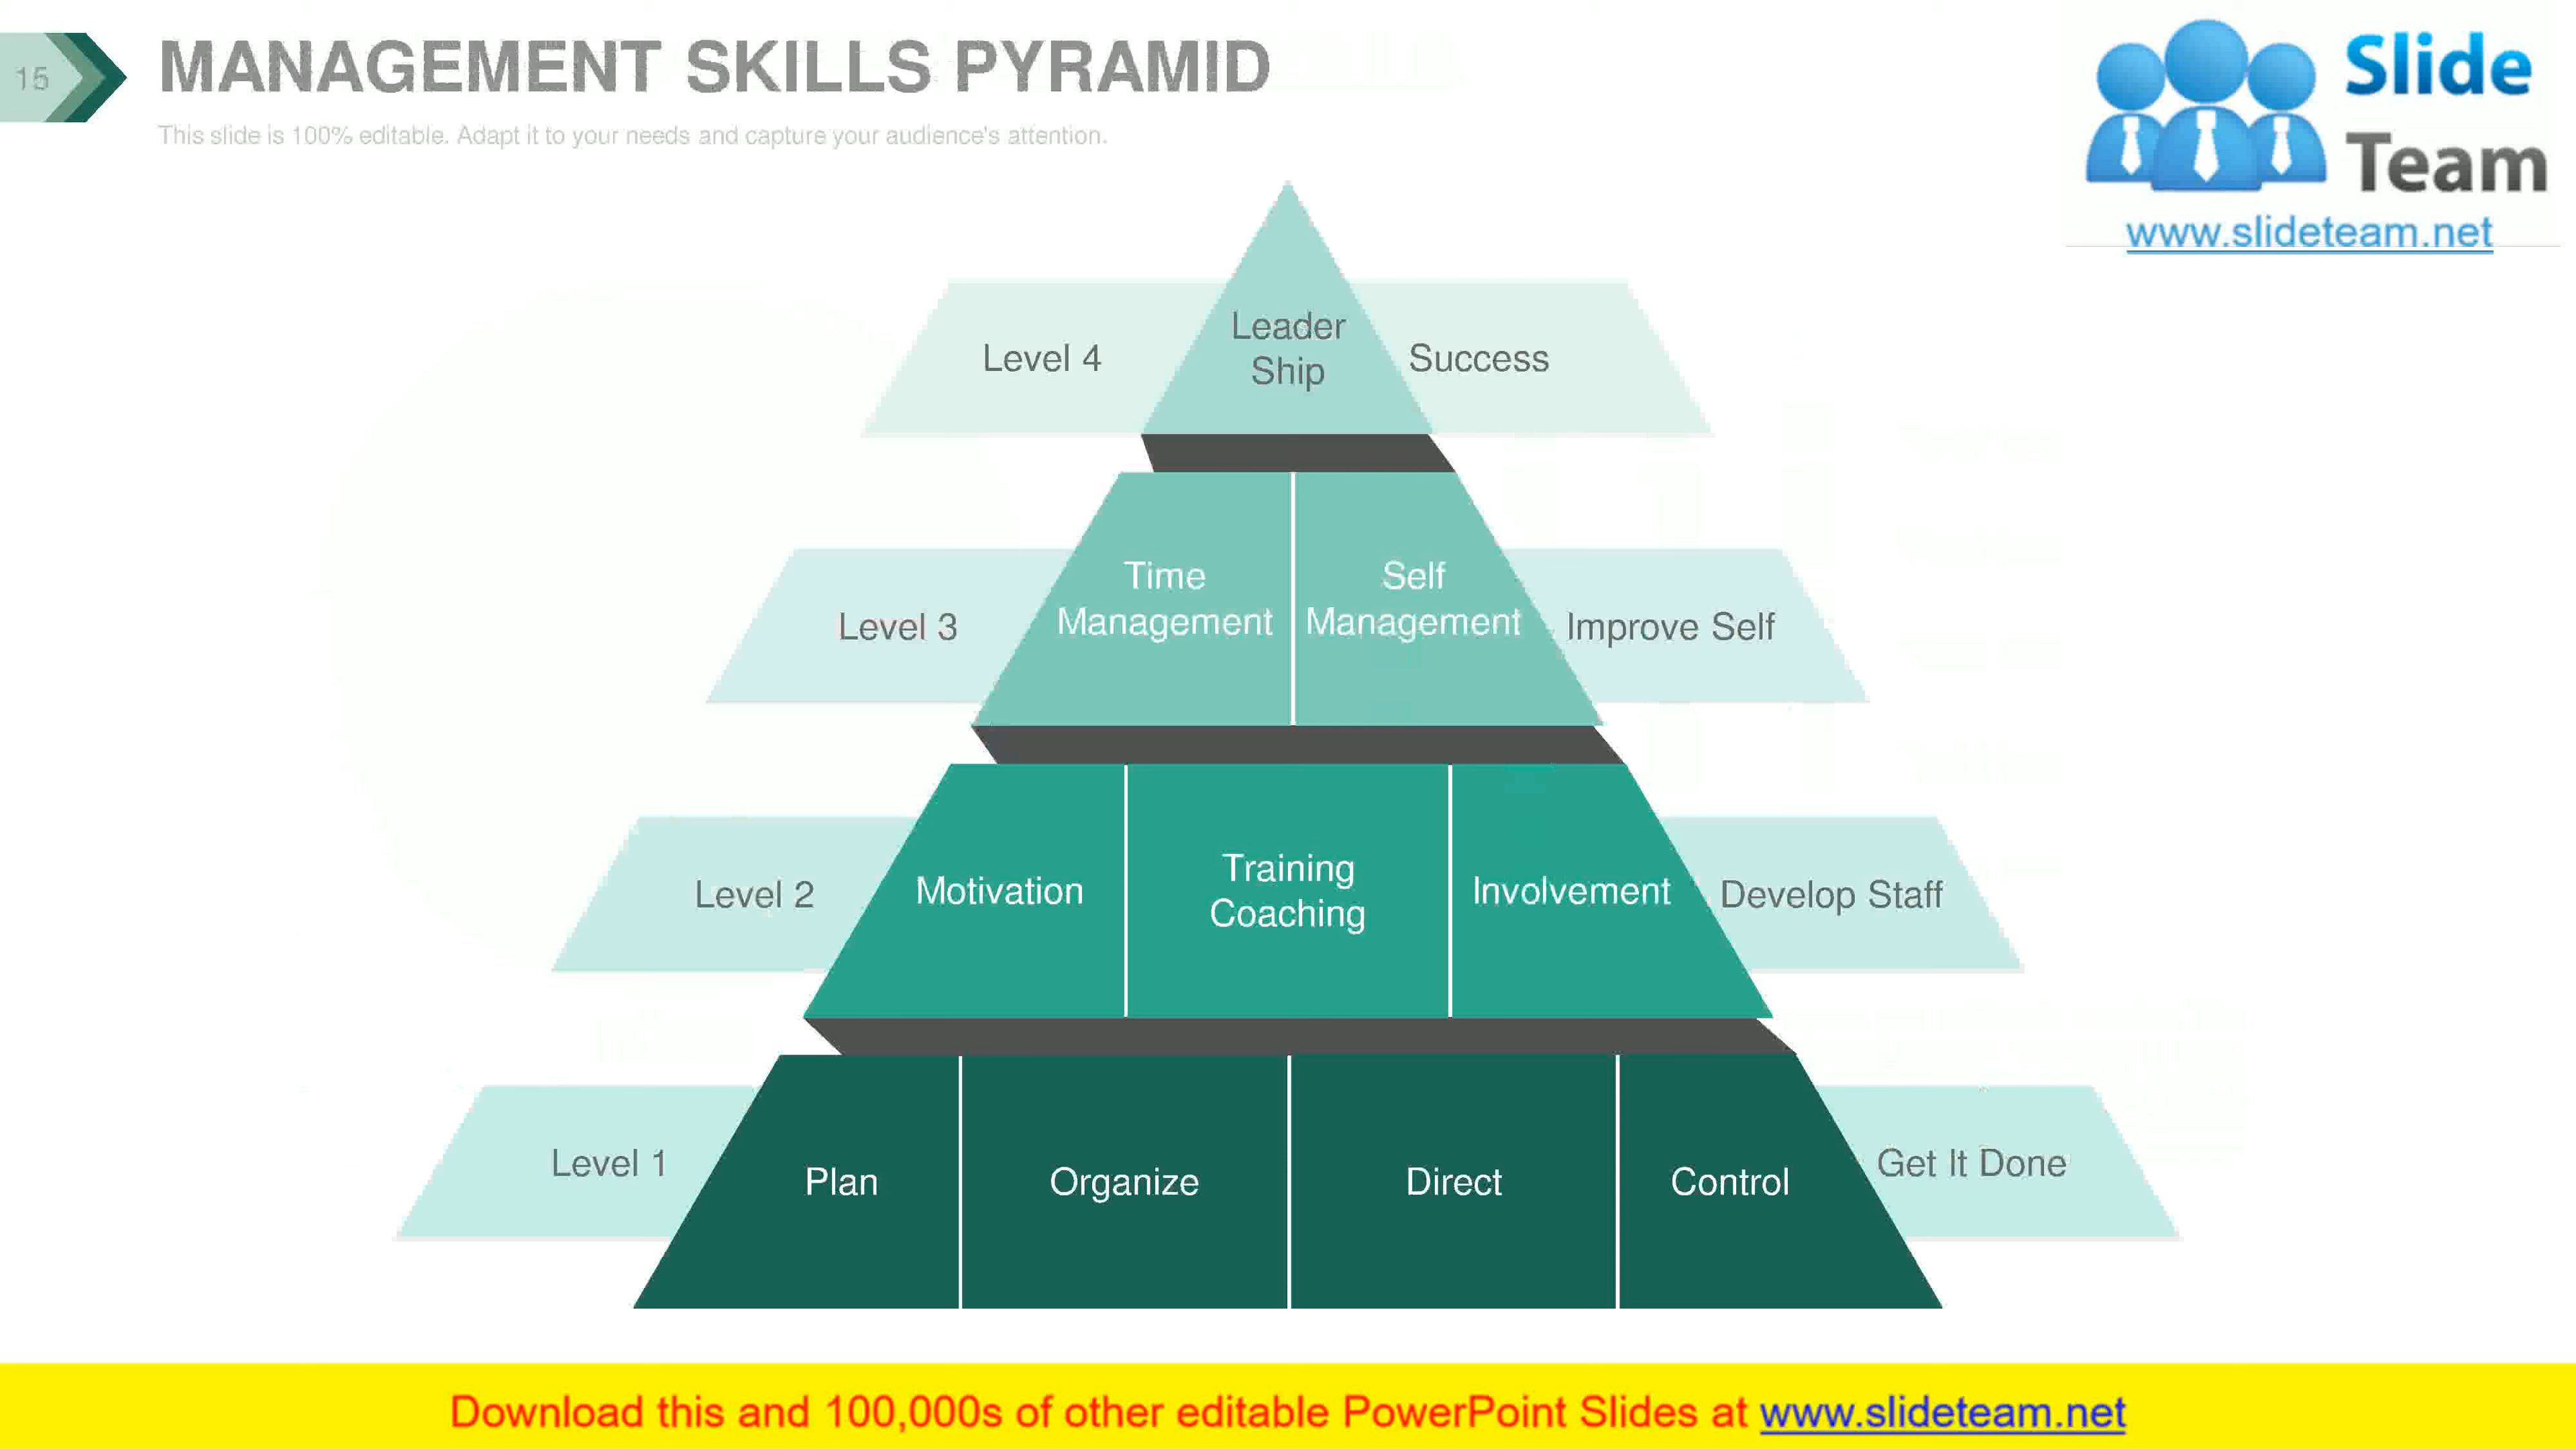 15
MANAGEMENT SKILLS PYRAMID
This slide is 100% editable. Adapt it to your needs and capture your audience's attention.
Slide
Team
www.slideteam.net
Level 4
Leader
Ship
Success
Level 3
Time
Management
Self
Management
Improve Self
Level 2
Motivation
Training
Coaching
Involvement
Develop Staff
Level 1
Plan
Organize
Direct
Control
Get It Done
Download this and 100,000s of other editable PowerPoint Slides at www.slideteam.net